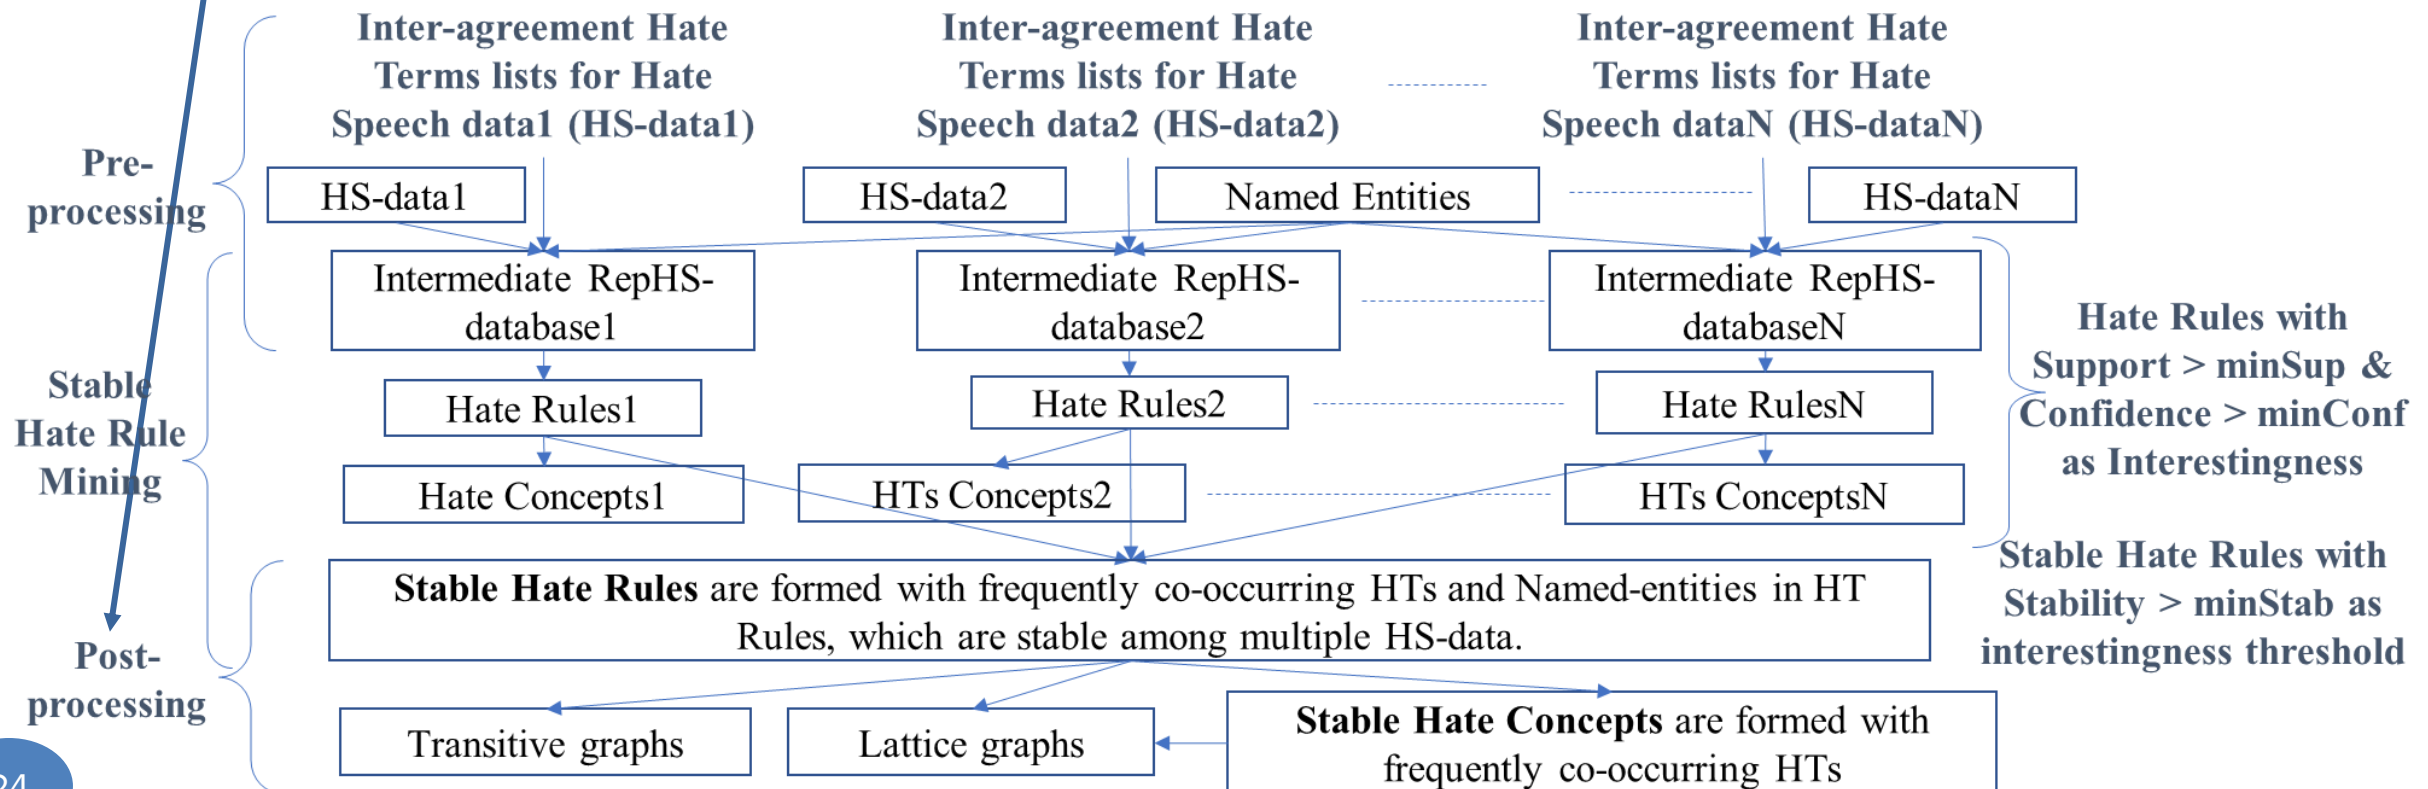 Inter-agreement Hate
Terms lists for Hate
Speech data1 (HS-data1)
Inter-agreement Hate
Terms lists for Hate
Speech data2 (HS-data2)
Inter-agreement Hate
Terms lists for Hate
Speech dataN (HS-dataN)
Pre-
processing
HS-data1
HS-data2
Named Entities
HS-dataN
Intermediate RepHS-
database1
Intermediate RepHS-
database2
Intermediate RepHS-
databaseN
Hate Rules with
Support > minSup &
Confidence > minConf
as Interestingness
Stable
Hate Rule
Mining
Hate Rules1
Hate Rules2
Hate RulesN
Hate Concepts1
HTs Concepts2
HTs ConceptsN
Stable Hate Rules with
Stability > minStab as
interestingness threshold
Stable Hate Rules are formed with frequently co-occurring HTs and Named-entities in HT
Rules, which are stable among multiple HS-data.
Post-
processing
Transitive graphs
Lattice graphs
Stable Hate Concepts are formed with
frequently co-occurring HTs